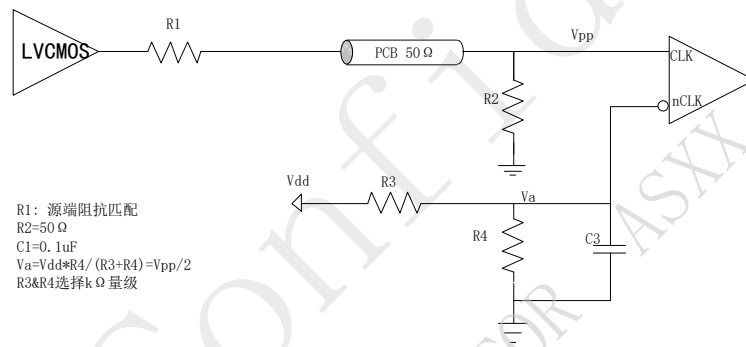 R1
LVCMOS
PCB 50Ω
Vpp
CLK
R2
nCLK
Vdd
R3
Va
R4
C3
R1: 源端阻抗匹配
R2=50Ω
C1=0.1uF
Va=Vdd*R4/(R3+R4)=Vpp/2
R3&R4选择kΩ量级
Confid
ASXX